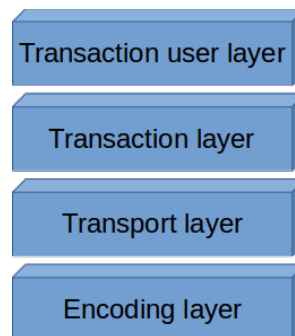 Transaction user layer
Transaction layer
Transport layer
Encoding layer